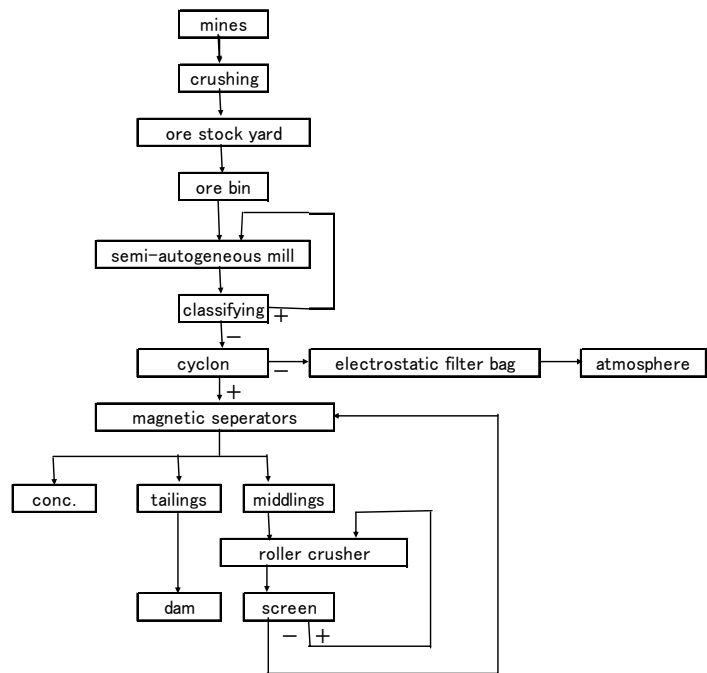 mines
crushing
ore stock yard
ore bin
semi-autogeneous mill
classifying
+
−
cyclon
−
electrostatic filter bag
atmosphere
+
magnetic seperators
conc.
tailings
middlings
roller crusher
dam
screen
− +